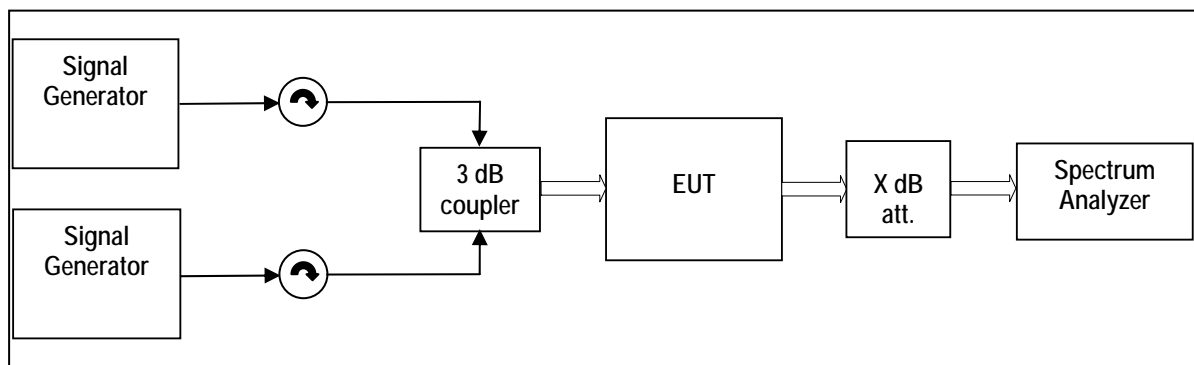 Signal
Generator
3 dB
coupler
EUT
X dB
att.
Spectrum
Analyzer
Signal
Generator